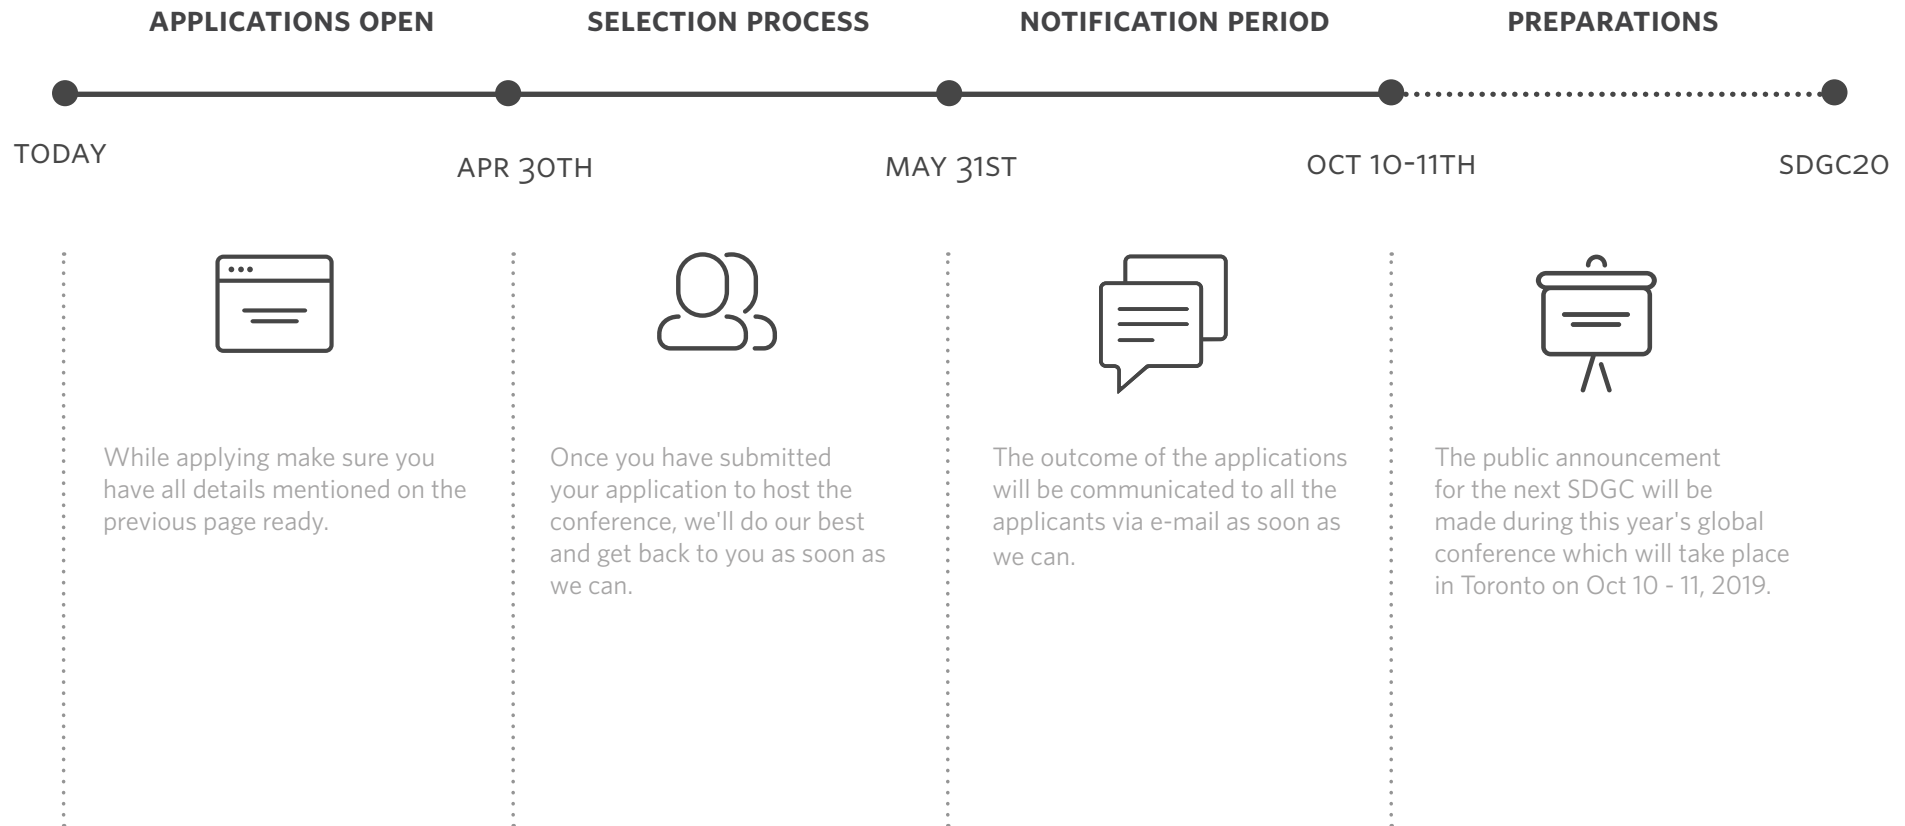 APPLICATIONS OPEN
SELECTION PROCESS
NOTIFICATION PERIOD
PREPARATIONS
TODAY
APR 30TH
MAY 31ST
OCT 10-11TH
SDGC20
While applying make sure you
have all details mentioned on the
previous page ready.
Once you have submitted
your application to host the
conference, we'll do our best
and get back to you as soon as
we can.
The outcome of the applications
will be communicated to all the
applicants via e-mail as soon as
we can.
The public announcement
for the next SDGC will be
made during this year's global
conference which will take place
in Toronto on Oct 10 - 11, 2019.